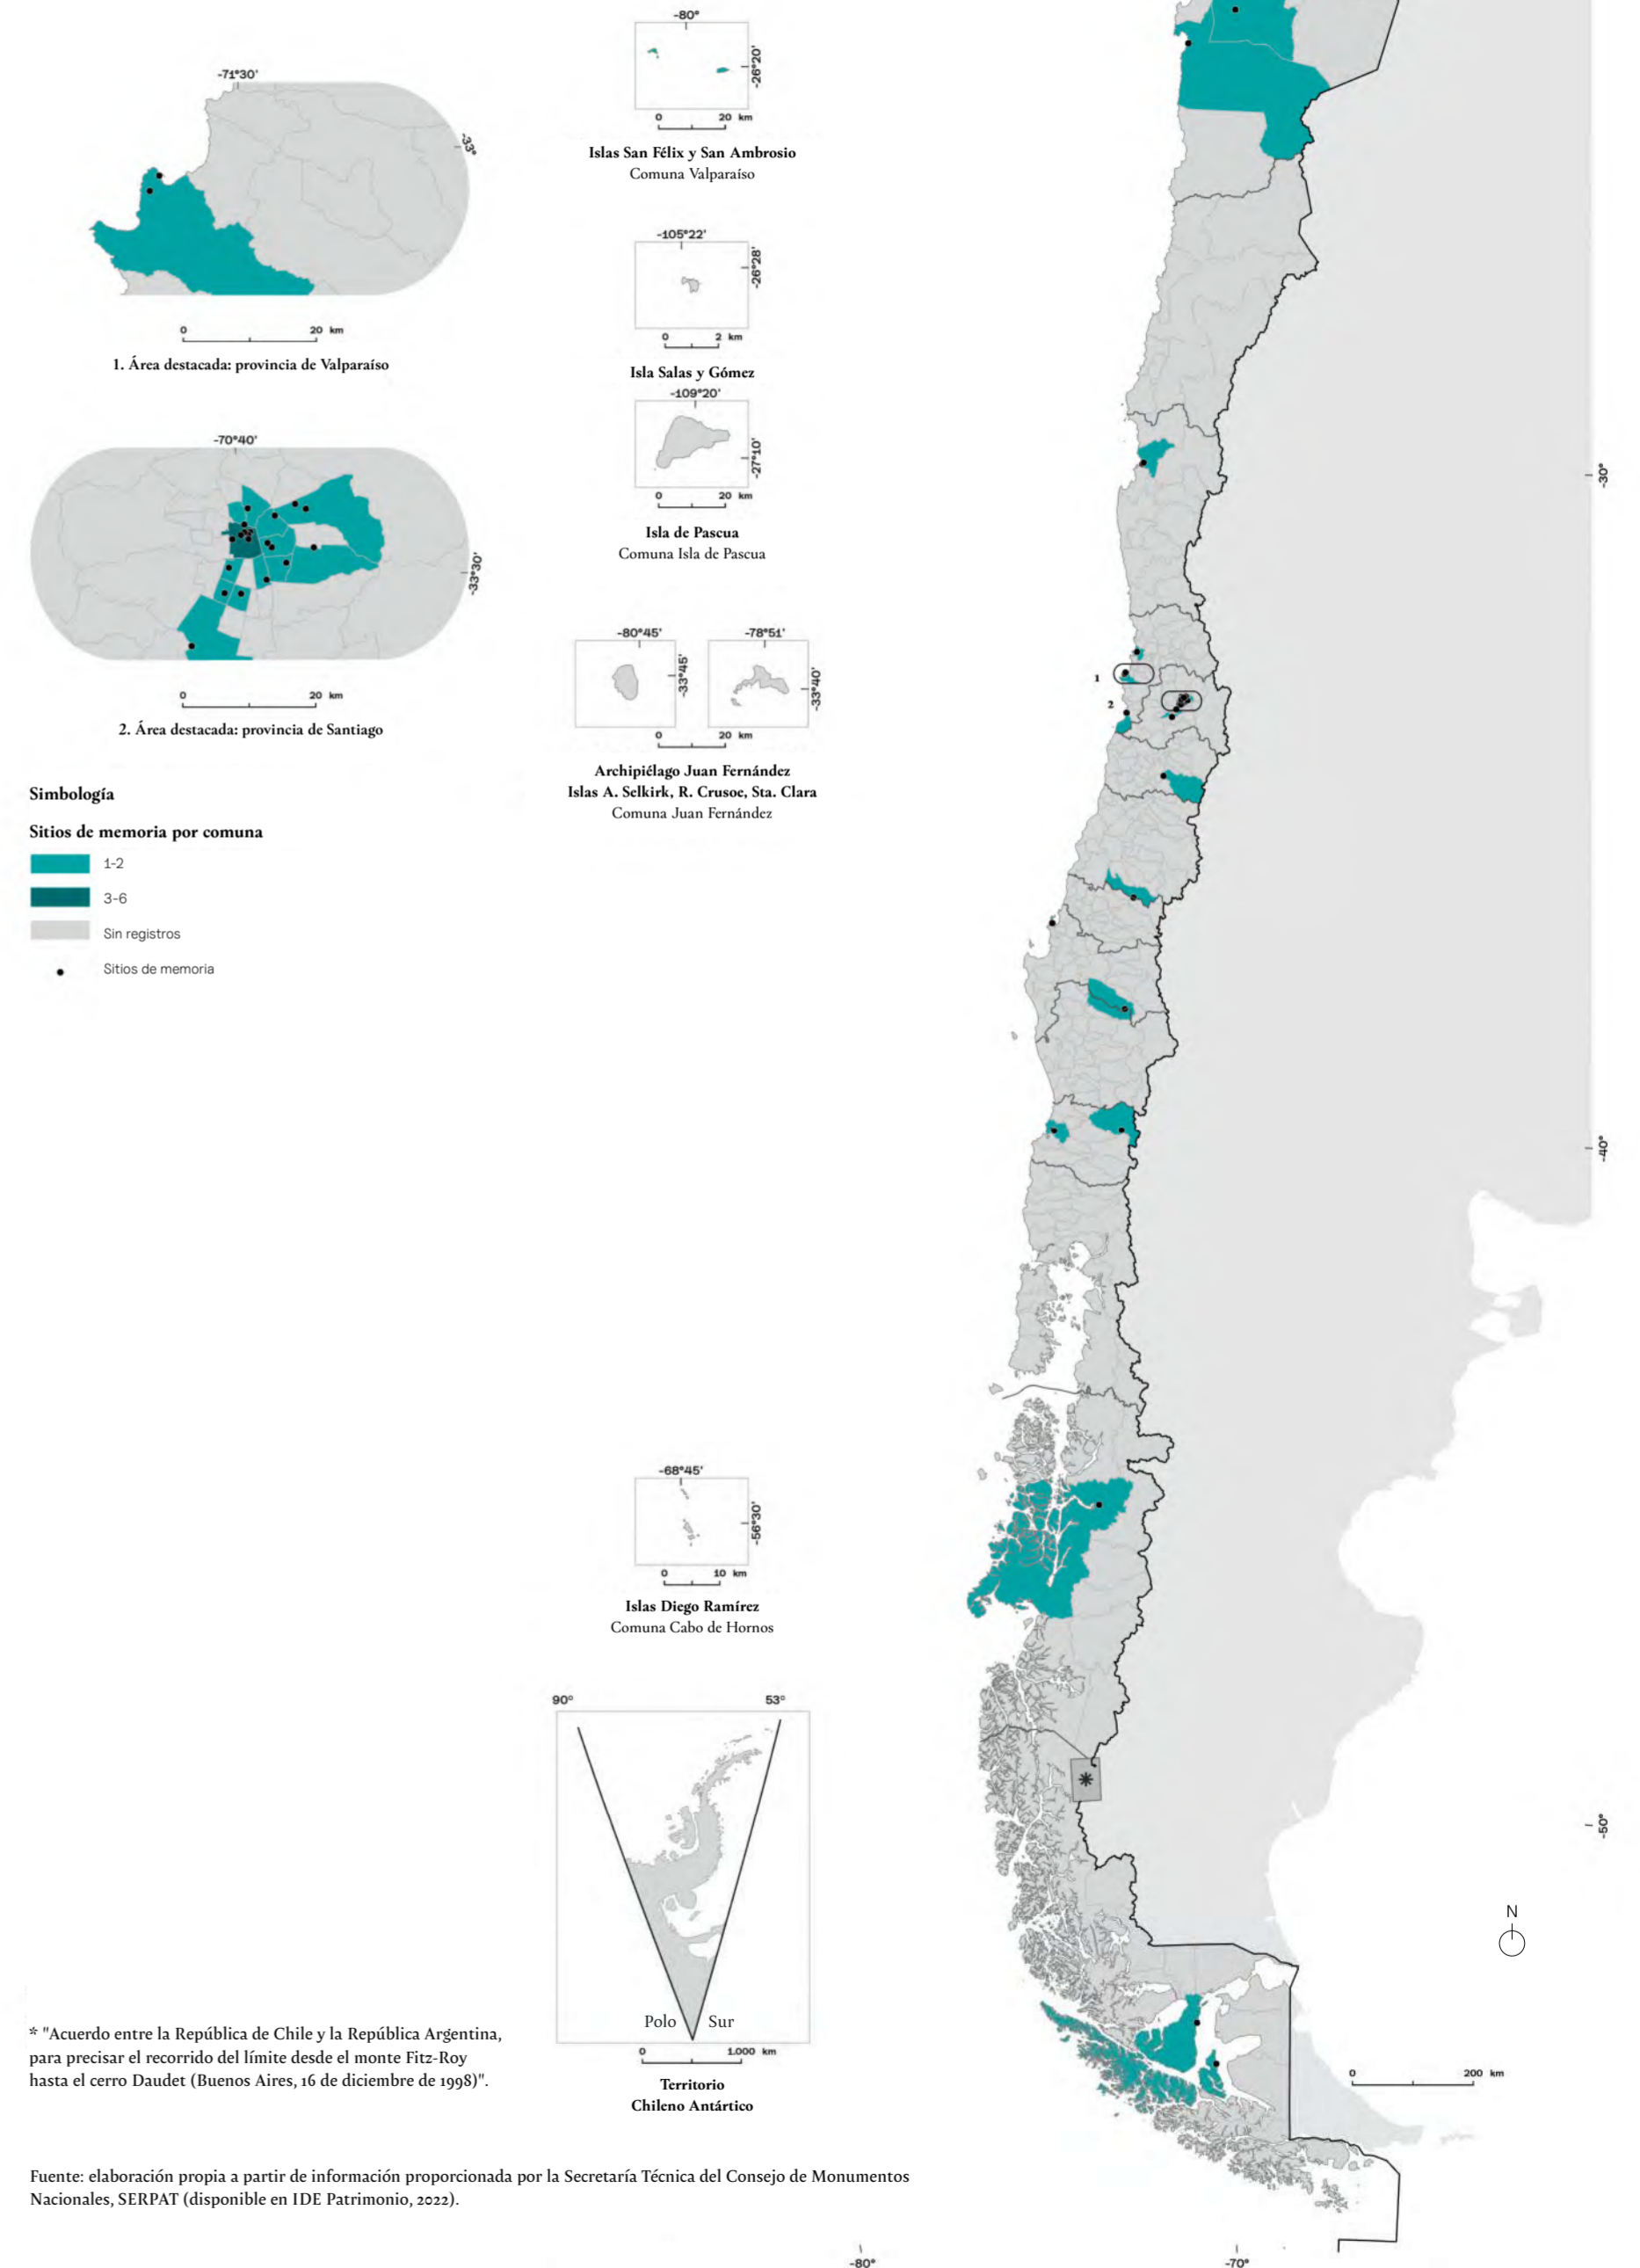 -71°30'
-33°
0 20 km
1. Área destacada: provincia de Valparaíso
-70°40'
-33°30'
0 20 km
2. Área destacada: provincia de Santiago
Simbología
Sitios de memoria por comuna
1-2
3-6
Sin registros
Sitios de memoria
-80°
-26°20'
0 20 km
Islas San Félix y San Ambrosio
Comuna Valparaíso
-105°22'
-26°28'
0 2 km
Isla Salas y Gómez
-109°20'
-27°10'
0 20 km
Isla de Pascua
Comuna Isla de Pascua
-80°45'
-33°45'
-78°51'
-33°40'
0 20 km
Archipiélago Juan Fernández
Islas A. Selkirk, R. Crusoe, Sta. Clara
Comuna Juan Fernández
-68°45'
-56°30'
0 10 km
Islas Diego Ramírez
Comuna Cabo de Hornos
90° 53°
Polo Sur
0 1.000 km
Territorio
Chileno Antártico
1
2
*
-30°
-40°
-50°
N
0 200 km
-80° -70°
* "Acuerdo entre la República de Chile y la República Argentina,
para precisar el recorrido del límite desde el monte Fitz-Roy
hasta el cerro Daudet (Buenos Aires, 16 de diciembre de 1998)".
Fuente: elaboración propia a partir de información proporcionada por la Secretaría Técnica del Consejo de Monumentos
Nacionales, SERPAT (disponible en IDE Patrimonio, 2022).